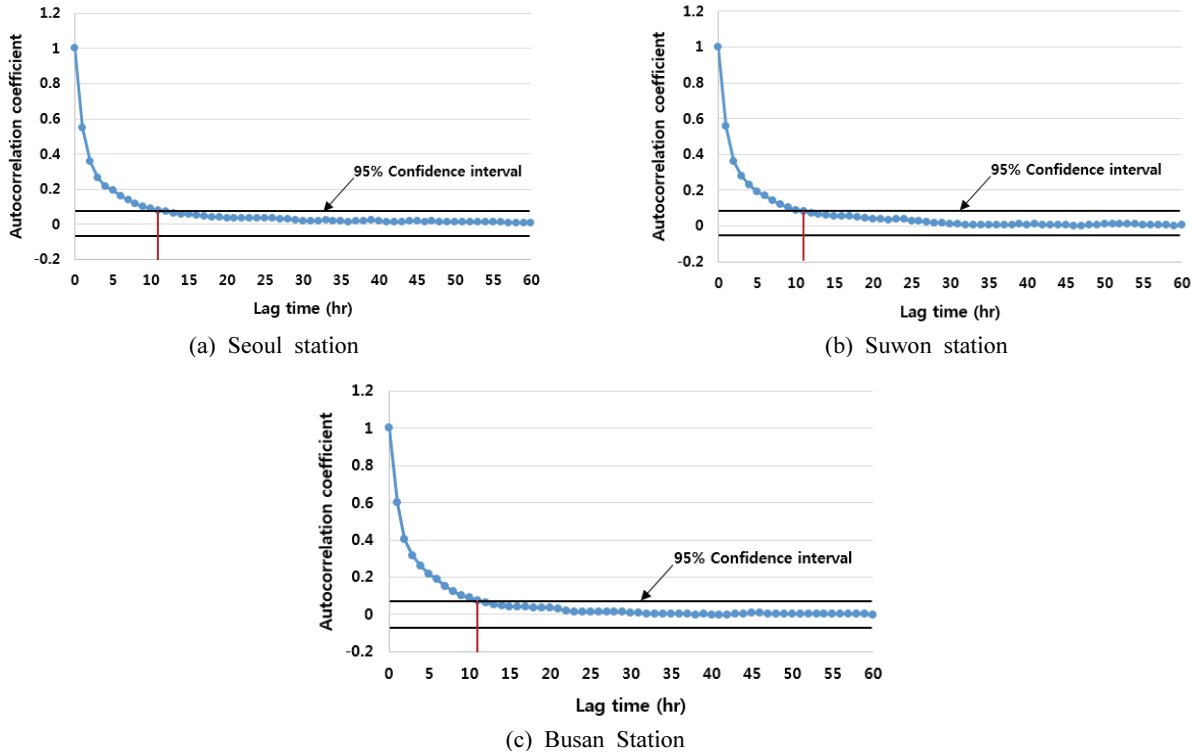 1.2
1
0.8
0.6
0.4
0.2
0
-0.2
Autocorrelation coefficient
95% Confidence interval
0 5 10 15 20 25 30 35 40 45 50 55 60
Lag time (hr)
(a) Seoul station
1.2
1
0.8
0.6
0.4
0.2
0
-0.2
Autocorrelation coefficient
95% Confidence interval
0 5 10 15 20 25 30 35 40 45 50 55 60
Lag time (hr)
(b) Suwon station
1.2
1
0.8
0.6
0.4
0.2
0
-0.2
Autocorrelation coefficient
95% Confidence interval
0 5 10 15 20 25 30 35 40 45 50 55 60
Lag time (hr)
(c) Busan Station